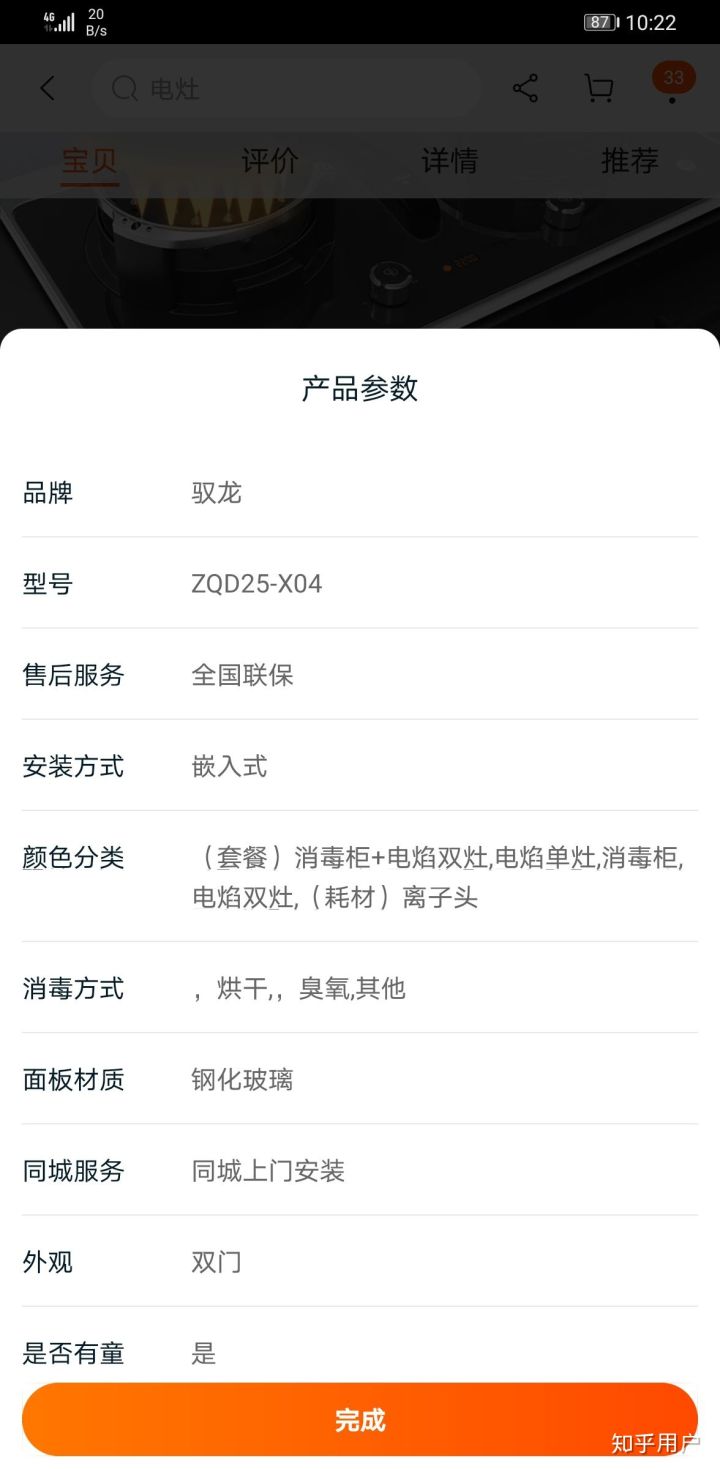 4G 20 B/s 87 10:22
电灶 33
宝贝 评价 详情 推荐
产品参数
品牌 驭龙
型号 ZQD25-X04
售后服务 全国联保
安装方式 嵌入式
颜色分类 （套餐）消毒柜+电焰双灶,电焰单灶,消毒柜,
电焰双灶,（耗材）离子头
消毒方式 ，烘干,，臭氧,其他
面板材质 钢化玻璃
同城服务 同城上门安装
外观 双门
是否有童 是
完成
知乎用户